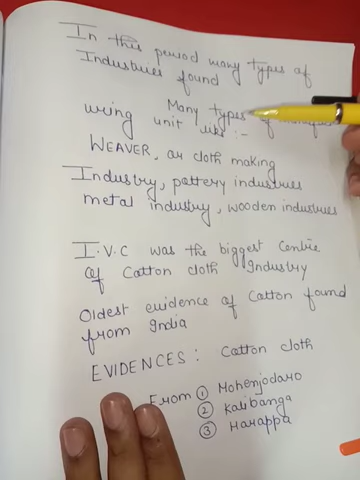 In this period many types of
Industries found
Many types
uring unit like :-
WEAVER, or cloth making
Industry, pottery industries
metal industry, wooden industries
I.V.C was the biggest centre
of Cotton cloth Industry
Oldest evidence of Cotton found
from India
EVIDENCES : Cotton cloth
From ① Mohenjodaro
② Kalibanga
③ Harappa